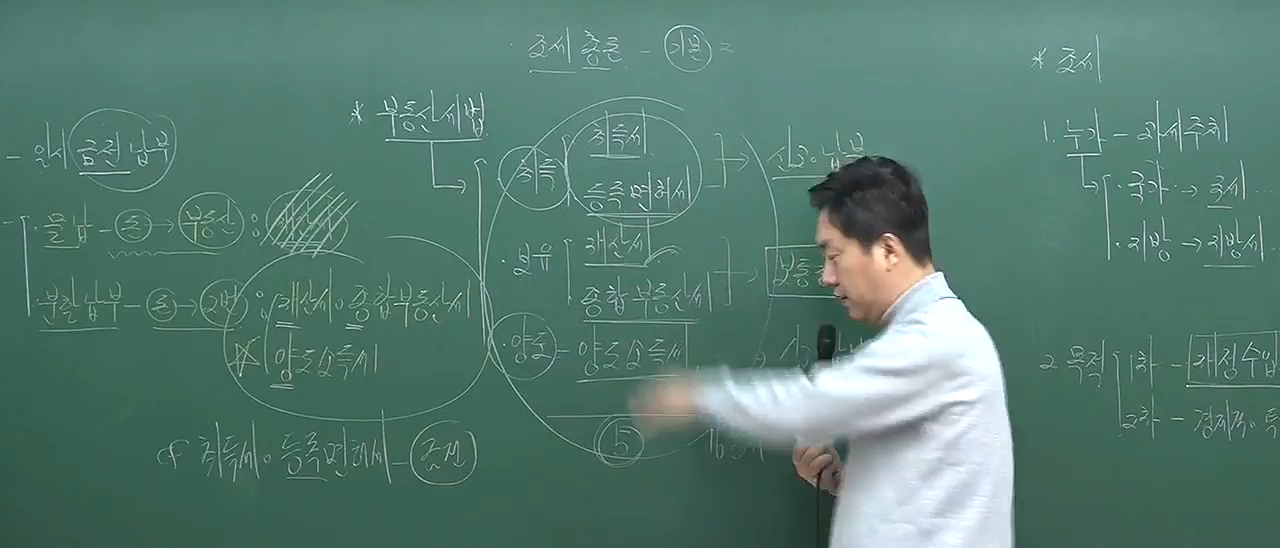 · 조세 총론 - 기본 =
- 일시 금전 납부
· 물납 - ㊀ → 부동산 :
· 분할납부 - → 2법 : 재산세 · 종합부동산세
☆ 양도소득세
cf 취득세 · 등록면허세 - 금전
* 부동산세법
· 취득 취득세
등록면허세
→ 신고·납부
· 보유 재산세
종합부동산세
· 양도 - 양도소득세
⑤
* 조세
1. 누가 - 과세주체
· 국가 → 국세 ...
· 지방 → 지방세
2. 목적 1차 - 재정수입
2차 - 경제적·